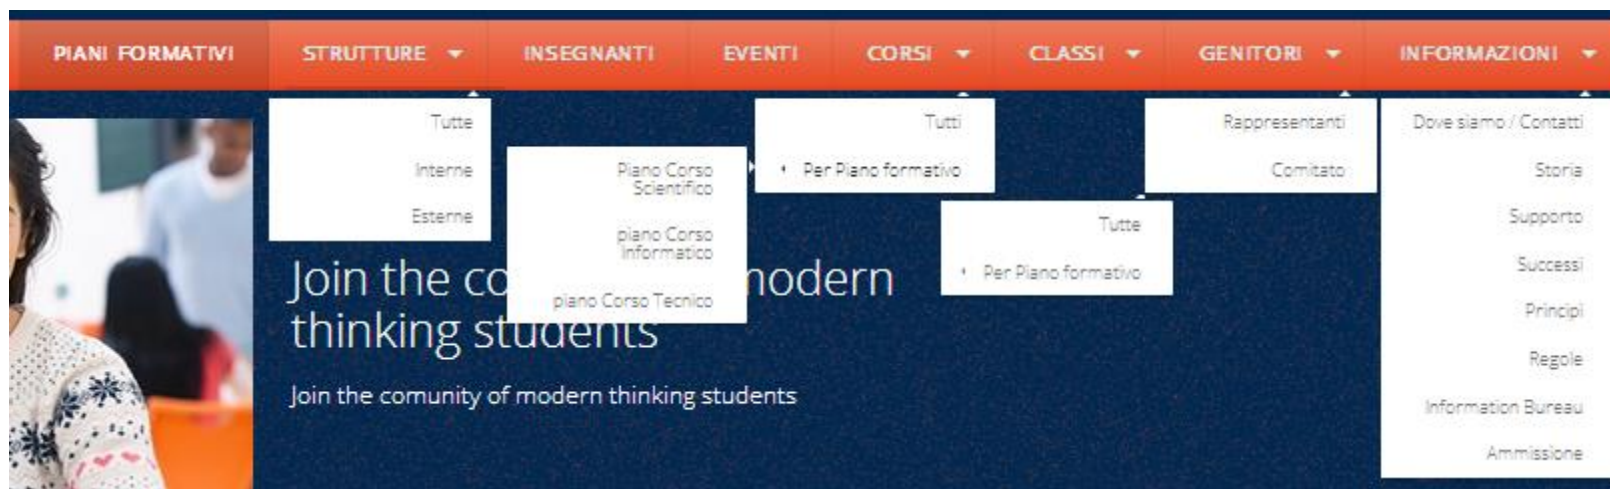 PIANI FORMATIVI
STRUTTURE
INSEGNANTI
EVENTI
CORSI
CLASSI
GENITORI
INFORMAZIONI
Tutte
Interne
Esterne
Piano Corso
Scientifico
piano Corso
Informatico
piano Corso Tecnico
Tutti
Per Piano formativo
Tutte
Per Piano formativo
Rappresentanti
Comitato
Dove siamo / Contatti
Storia
Supporto
Successi
Principi
Regole
Information Bureau
Ammissione
Join the co modern
thinking students
Join the comunity of modern thinking students